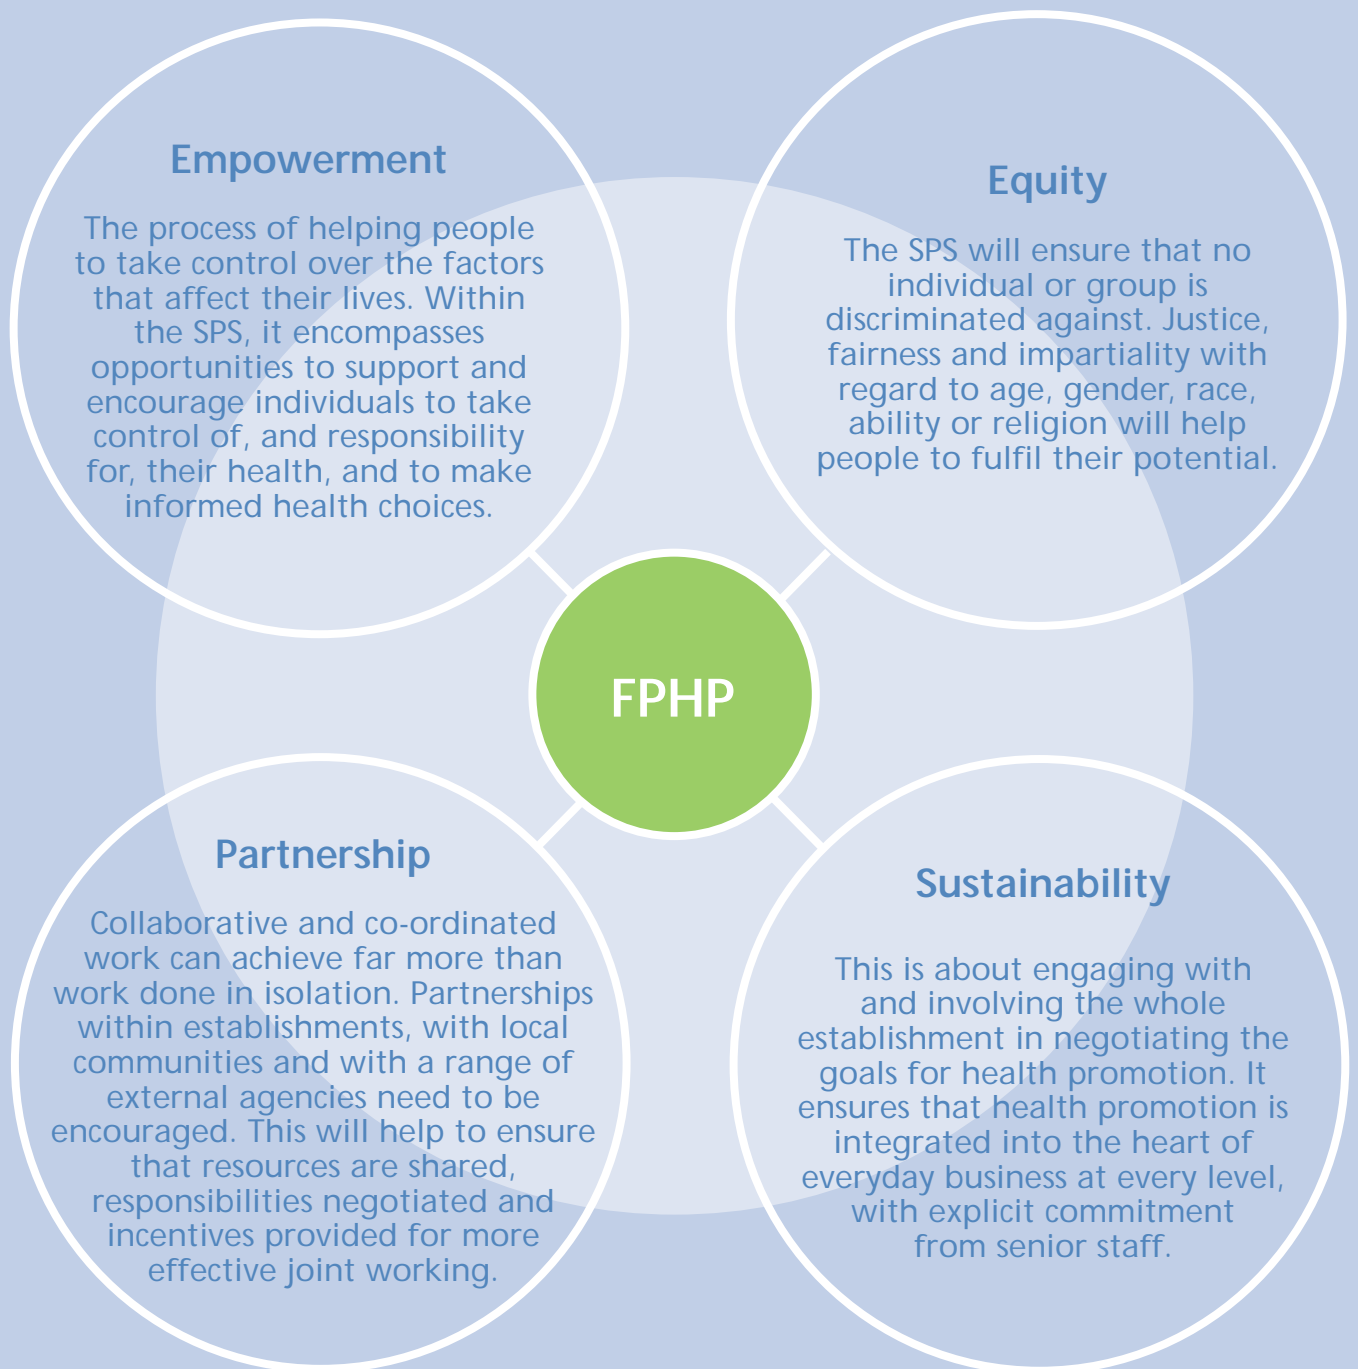 Empowerment
The process of helping people
to take control over the factors
that affect their lives. Within
the SPS, it encompasses
opportunities to support and
encourage individuals to take
control of, and responsibility
for, their health, and to make
informed health choices.
Equity
The SPS will ensure that no
individual or group is
discriminated against. Justice,
fairness and impartiality with
regard to age, gender, race,
ability or religion will help
people to fulfil their potential.
FPHP
Partnership
Collaborative and co-ordinated
work can achieve far more than
work done in isolation. Partnerships
within establishments, with local
communities and with a range of
external agencies need to be
encouraged. This will help to ensure
that resources are shared,
responsibilities negotiated and
incentives provided for more
effective joint working.
Sustainability
This is about engaging with
and involving the whole
establishment in negotiating the
goals for health promotion. It
ensures that health promotion is
integrated into the heart of
everyday business at every level,
with explicit commitment
from senior staff.